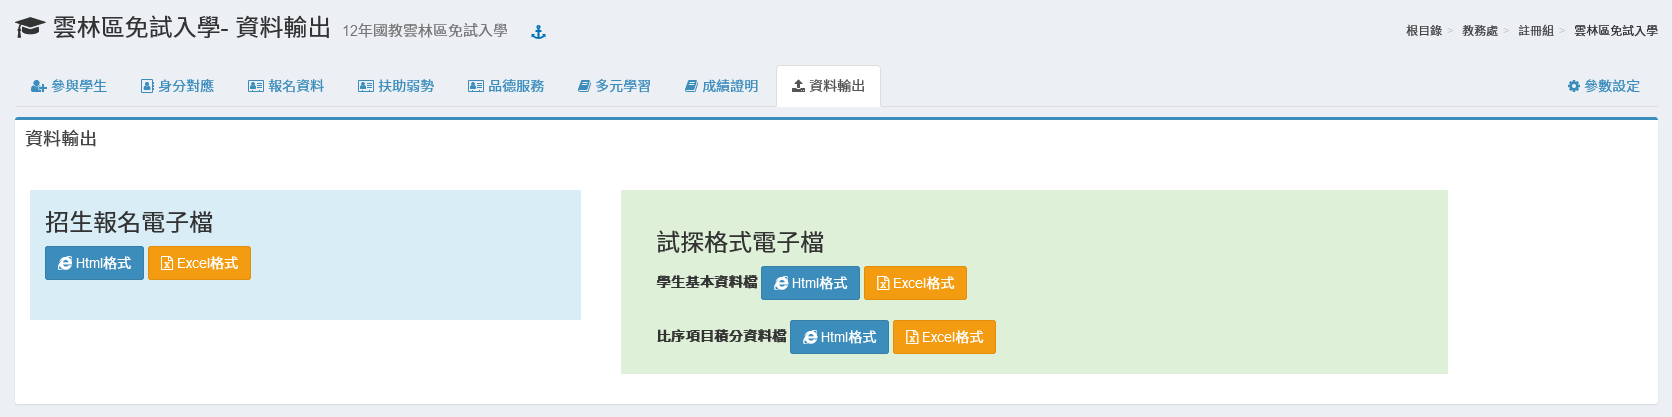 雲林區免試入學- 資料輸出 12年國教雲林區免試入學
根目錄 > 教務處 > 註冊組 > 雲林區免試入學
參與學生 身分對應 報名資料 扶助弱勢 品德服務 多元學習 成績證明 資料輸出 參數設定
資料輸出
招生報名電子檔
Html格式 Excel格式
試探格式電子檔
學生基本資料檔 Html格式 Excel格式
比序項目積分資料檔 Html格式 Excel格式